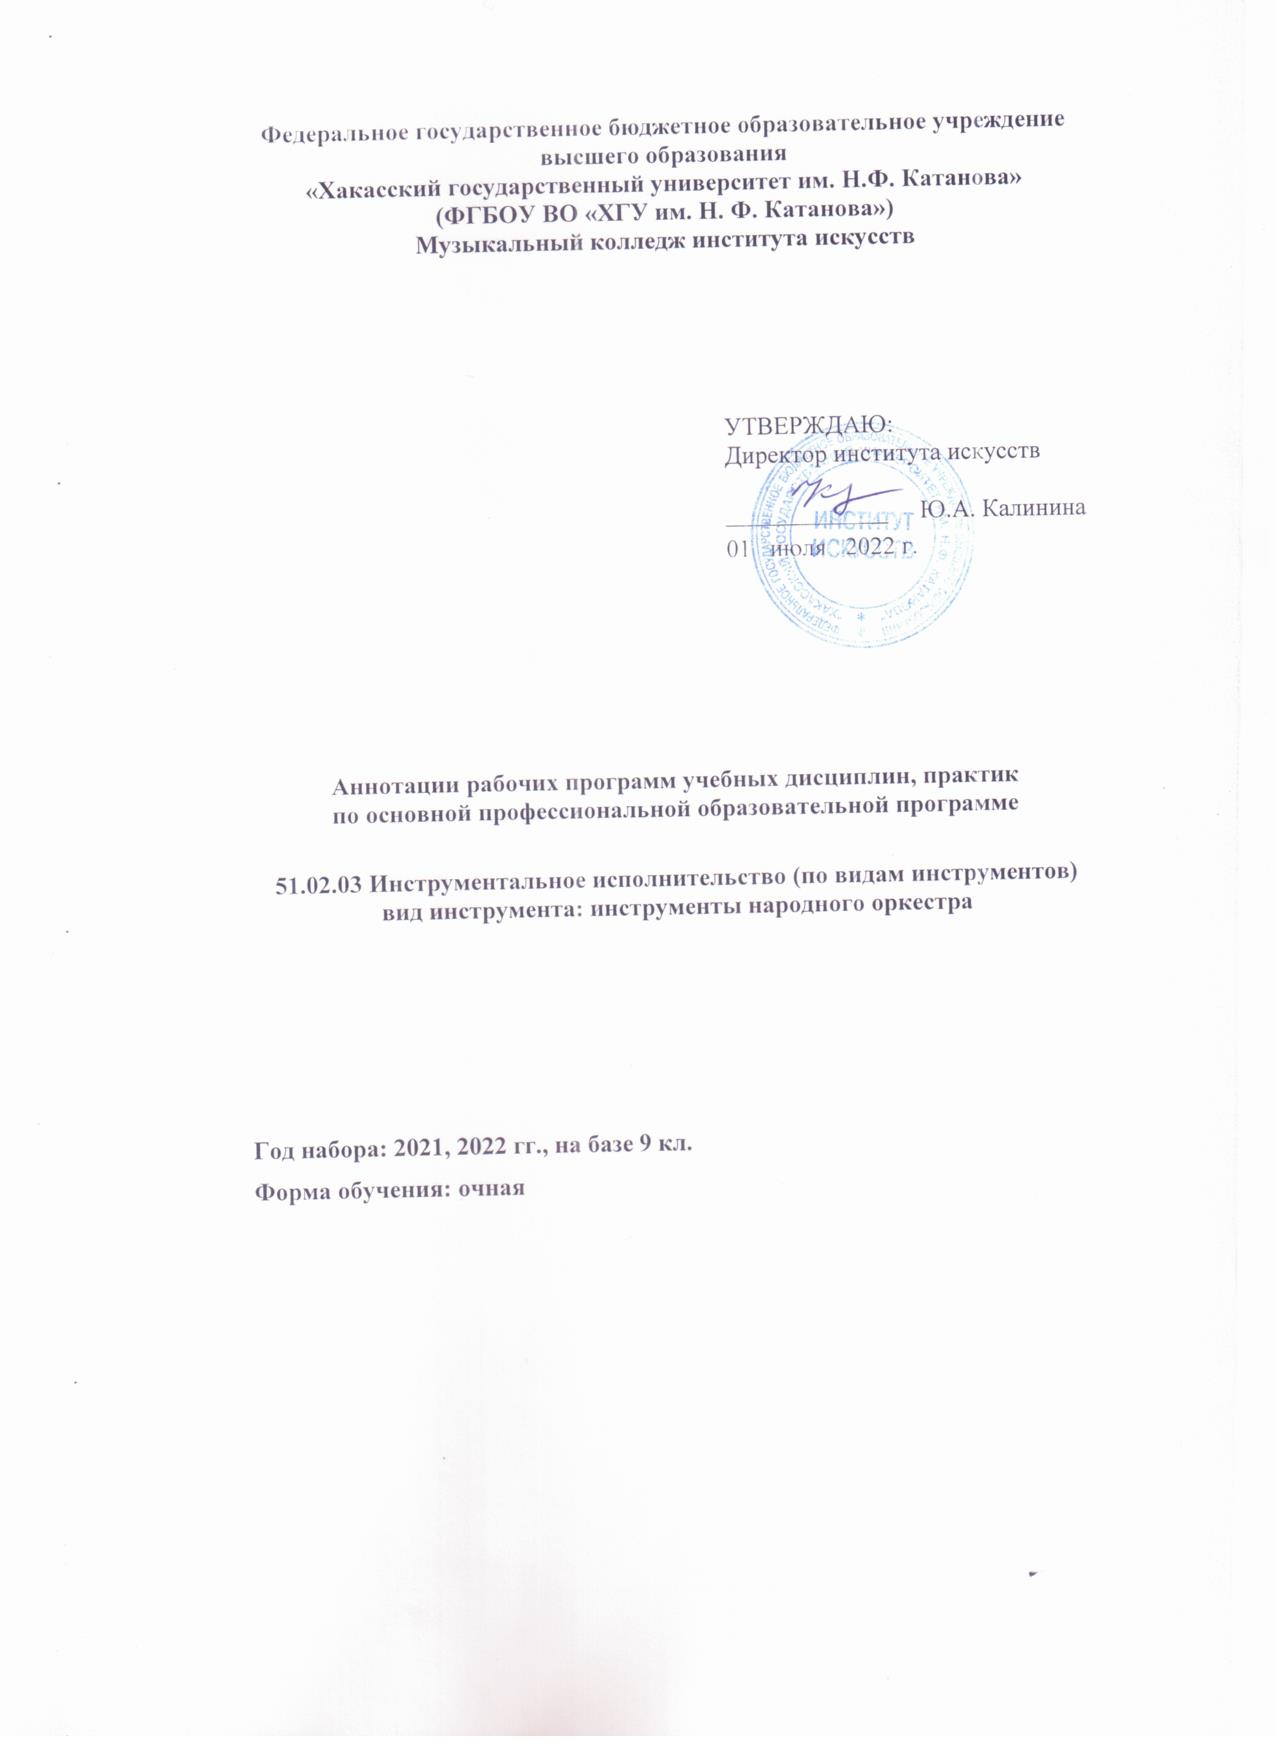 Федеральное государственное бюджетное образовательное учреждение
высшего образования
«Хакасский государственный университет им. Н.Ф. Катанова»
(ФГБОУ ВО «ХГУ им. Н. Ф. Катанова»)
Музыкальный колледж института искусств
УТВЕРЖДАЮ:
Директор института искусств
Ю.А. Калинина
01 июля 2022 г.
ИНСТИТУТ
ИСКУССТВ
Аннотации рабочих программ учебных дисциплин, практик
по основной профессиональной образовательной программе
51.02.03 Инструментальное исполнительство (по видам инструментов)
вид инструмента: инструменты народного оркестра
Год набора: 2021, 2022 гг., на базе 9 кл.
Форма обучения: очная